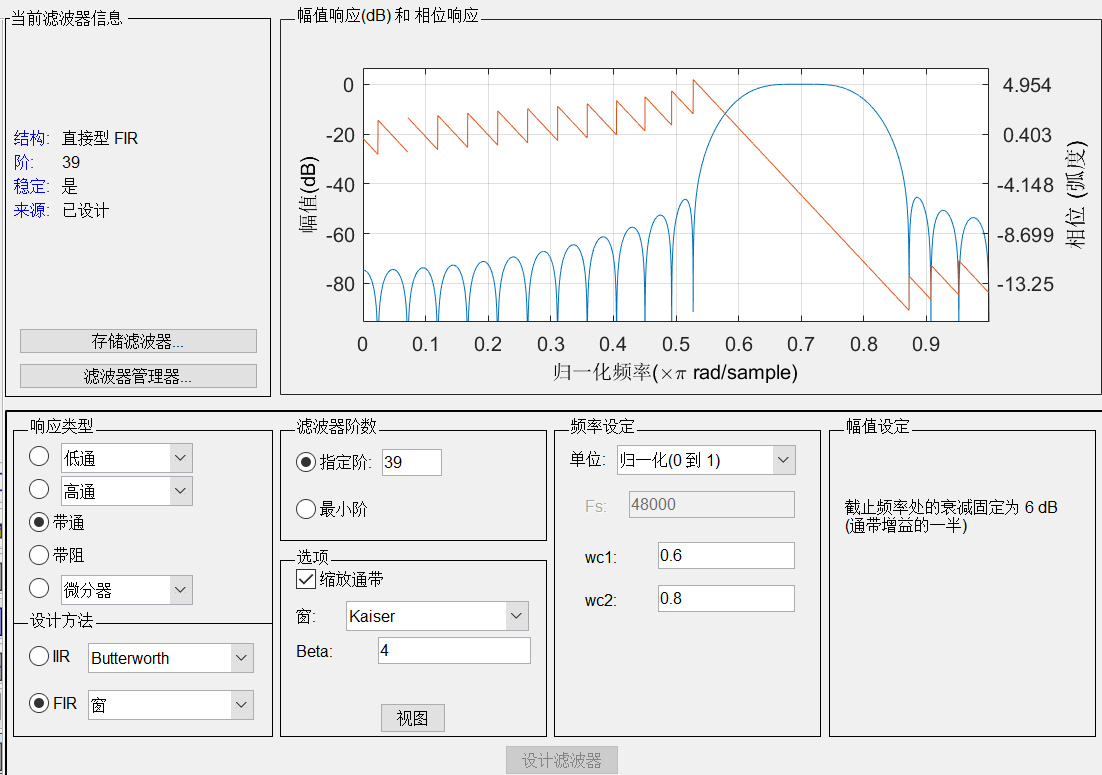 当前滤波器信息
结构: 直接型 FIR
阶: 39
稳定: 是
来源: 已设计
存储滤波器...
滤波器管理器...
幅值响应(dB) 和 相位响应
0
-20
-40
-60
-80
幅值(dB)
4.954
0.403
-4.148
-8.699
-13.25
相位 (弧度)
0 0.1 0.2 0.3 0.4 0.5 0.6 0.7 0.8 0.9
归一化频率(×π rad/sample)
响应类型
低通
高通
带通
带阻
微分器
设计方法
IIR Butterworth
FIR 窗
滤波器阶数
指定阶: 39
最小阶
选项
缩放通带
窗: Kaiser
Beta: 4
视图
频率设定
单位: 归一化(0 到 1)
Fs: 48000
wc1: 0.6
wc2: 0.8
幅值设定
截止频率处的衰减固定为 6 dB
(通带增益的一半)
设计滤波器